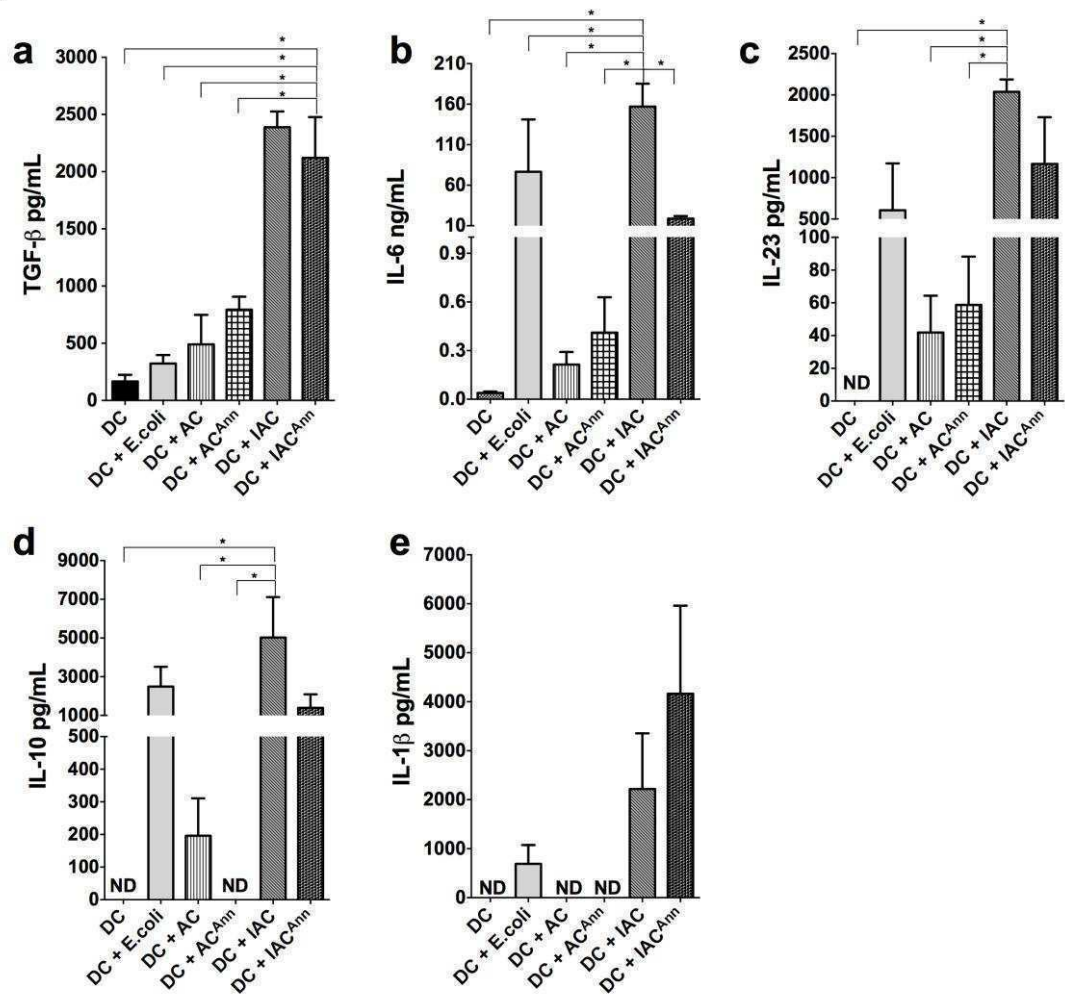 a
TGF-β pg/mL
3000
2500
2000
1500
1000
500
0
*
*
*
*
DC
DC + E.coli
DC + AC
DC + AC^Ann
DC + IAC
DC + IAC^Ann
b
IL-6 ng/mL
210
160
110
60
10
0.9
0.6
0.3
0.0
*
*
*
* *
DC
DC + E.coli
DC + AC
DC + AC^Ann
DC + IAC
DC + IAC^Ann
c
IL-23 pg/mL
2500
2000
1500
1000
500
100
80
60
40
20
0
*
*
*
ND
DC
DC + E.coli
DC + AC
DC + AC^Ann
DC + IAC
DC + IAC^Ann
d
IL-10 pg/mL
9000
7000
5000
3000
1000
500
400
300
200
100
0
*
*
*
ND ND
DC
DC + E.coli
DC + AC
DC + AC^Ann
DC + IAC
DC + IAC^Ann
e
IL-1β pg/mL
7000
6000
5000
4000
3000
2000
1000
0
ND ND ND
DC
DC + E.coli
DC + AC
DC + AC^Ann
DC + IAC
DC + IAC^Ann